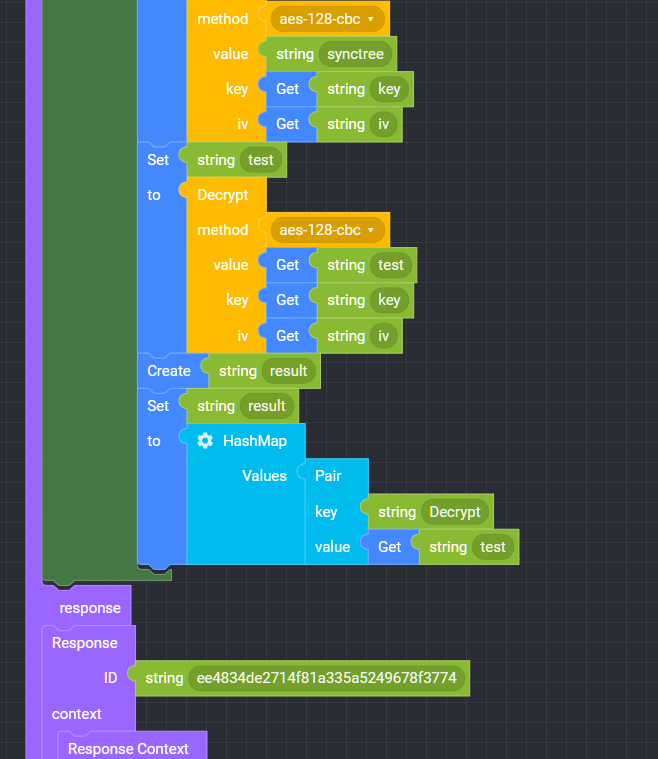 method aes-128-cbc
value string synctree
key Get string key
iv Get string iv
Set string test
to Decrypt
method aes-128-cbc
value Get string test
key Get string key
iv Get string iv
Create string result
Set string result
to HashMap
Values Pair
key string Decrypt
value Get string test
response
Response
ID string ee4834de2714f81a335a5249678f3774
context
Response Context